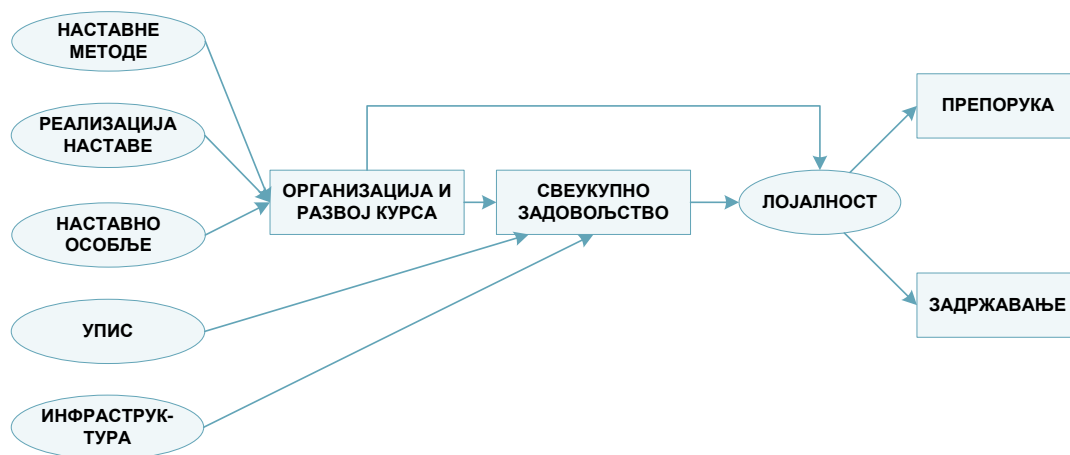 НАСТАВНЕ
МЕТОДЕ
РЕАЛИЗАЦИЈА
НАСТАВЕ
НАСТАВНО
ОСОБЉЕ
УПИС
ИНФРАСТРУК-
ТУРА
ОРГАНИЗАЦИЈА И
РАЗВОЈ КУРСА
СВЕУКУПНО
ЗАДОВОЉСТВО
ЛОЈАЛНОСТ
ПРЕПОРУКА
ЗАДРЖАВАЊЕ